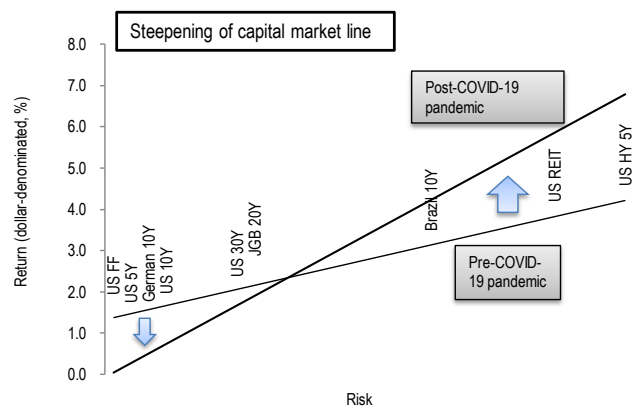 Steepening of capital market line
8.0
7.0
6.0
5.0
4.0
3.0
2.0
1.0
0.0
Return (dollar-denominated, %)
Risk
US FF
US 5Y
German 10Y
US 10Y
US 30Y
JGB 20Y
Brazil 10Y
US REIT
US HY 5Y
Post-COVID-19
pandemic
Pre-COVID-
19 pandemic